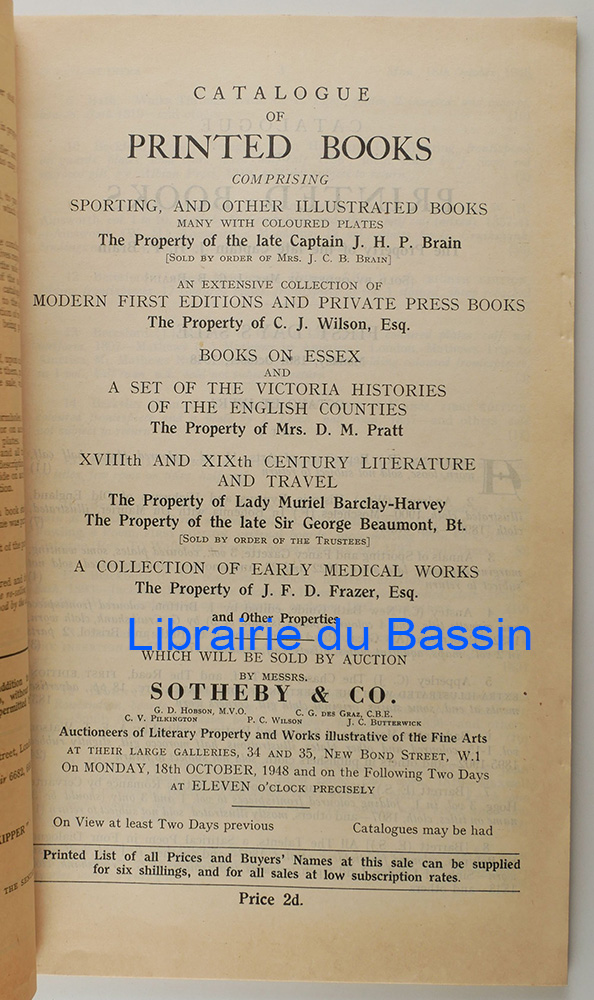 CATALOGUE
OF
PRINTED BOOKS
COMPRISING
SPORTING, AND OTHER ILLUSTRATED BOOKS
MANY WITH COLOURED PLATES
The Property of the late Captain J. H. P. Brain
[SOLD BY ORDER OF MRS. J. C. B. BRAIN]
AN EXTENSIVE COLLECTION OF
MODERN FIRST EDITIONS AND PRIVATE PRESS BOOKS
The Property of C. J. Wilson, Esq.
BOOKS ON ESSEX
AND
A SET OF THE VICTORIA HISTORIES
OF THE ENGLISH COUNTIES
The Property of Mrs. D. M. Pratt
XVIIIth AND XIXth CENTURY LITERATURE
AND TRAVEL
The Property of Lady Muriel Barclay-Harvey
The Property of the late Sir George Beaumont, Bt.
[SOLD BY ORDER OF THE TRUSTEES]
A COLLECTION OF EARLY MEDICAL WORKS
The Property of J. F. D. Frazer, Esq.
and Other Properties
Librairie du Bassin
WHICH WILL BE SOLD BY AUCTION
BY MESSRS.
SOTHEBY & CO.
G. D. HOBSON, M.V.O. C. G. DES GRAZ, C.B.E.
C. V. PILKINGTON P. C. WILSON J. C. BUTTERWICK
Auctioneers of Literary Property and Works illustrative of the Fine Arts
AT THEIR LARGE GALLERIES, 34 AND 35, NEW BOND STREET, W.1
On MONDAY, 18th OCTOBER, 1948 and on the Following Two Days
AT ELEVEN O'CLOCK PRECISELY
On View at least Two Days previous Catalogues may be had
Printed List of all Prices and Buyers' Names at this sale can be supplied
for six shillings, and for all sales at low subscription rates.
Price 2d.